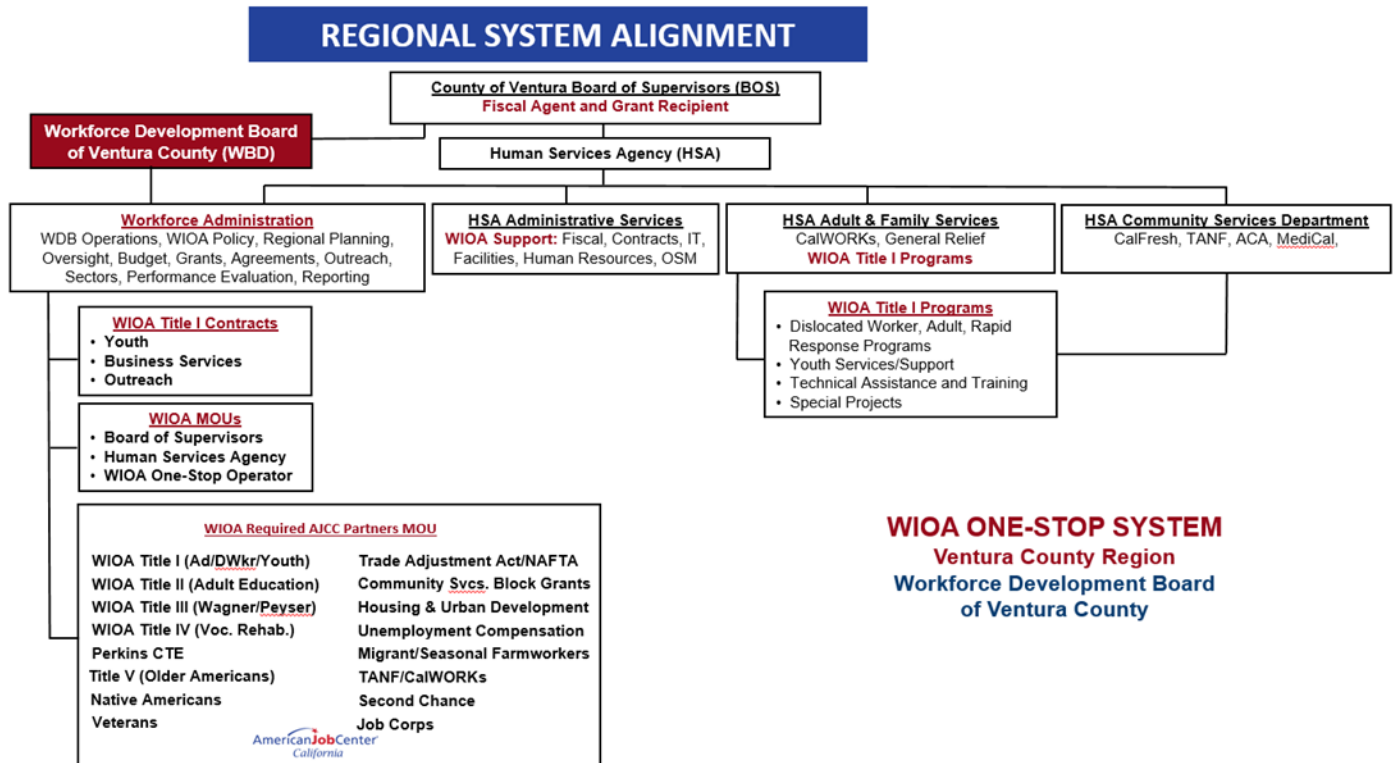 REGIONAL SYSTEM ALIGNMENT
County of Ventura Board of Supervisors (BOS)
Fiscal Agent and Grant Recipient
Workforce Development Board
of Ventura County (WBD)
Human Services Agency (HSA)
Workforce Administration
WDB Operations, WIOA Policy, Regional Planning,
Oversight, Budget, Grants, Agreements, Outreach,
Sectors, Performance Evaluation, Reporting
HSA Administrative Services
WIOA Support: Fiscal, Contracts, IT,
Facilities, Human Resources, OSM
HSA Adult & Family Services
CalWORKs, General Relief
WIOA Title I Programs
HSA Community Services Department
CalFresh, TANF, ACA, MediCal,
WIOA Title I Contracts
• Youth
• Business Services
• Outreach
WIOA Title I Programs
• Dislocated Worker, Adult, Rapid
Response Programs
• Youth Services/Support
• Technical Assistance and Training
• Special Projects
WIOA MOUs
• Board of Supervisors
• Human Services Agency
• WIOA One-Stop Operator
WIOA Required AJCC Partners MOU
WIOA Title I (Ad/DWkr/Youth)
WIOA Title II (Adult Education)
WIOA Title III (Wagner/Peyser)
WIOA Title IV (Voc. Rehab.)
Perkins CTE
Title V (Older Americans)
Native Americans
Veterans
Trade Adjustment Act/NAFTA
Community Svcs. Block Grants
Housing & Urban Development
Unemployment Compensation
Migrant/Seasonal Farmworkers
TANF/CalWORKs
Second Chance
Job Corps
AmericanJobCenter
California
WIOA ONE-STOP SYSTEM
Ventura County Region
Workforce Development Board
of Ventura County